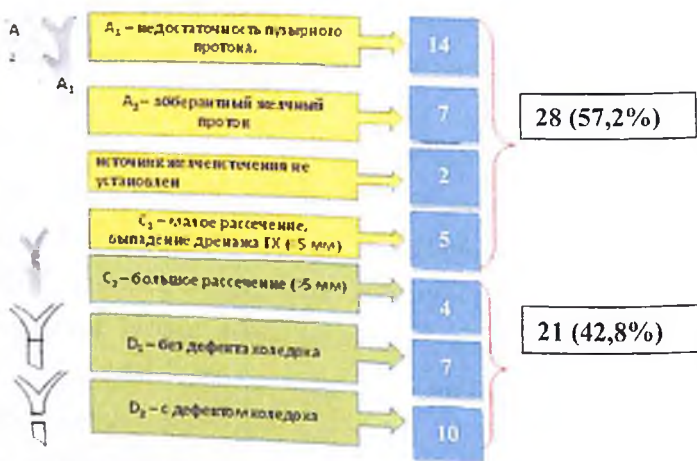 A
A₁ – недостаточность пузырного
протока.
14
A₁
A₂ – абберантный желчный
проток
7
28 (57,2%)
источник желчеистечения не
установлен
2
C₁ – малое рассечение,
выпадение дренажа ГХ (<5 мм)
5
C₂ – большое рассечение (>5 мм)
4
D₁ – без дефекта холедоха
7
21 (42,8%)
D₂ – с дефектом холедоха
10